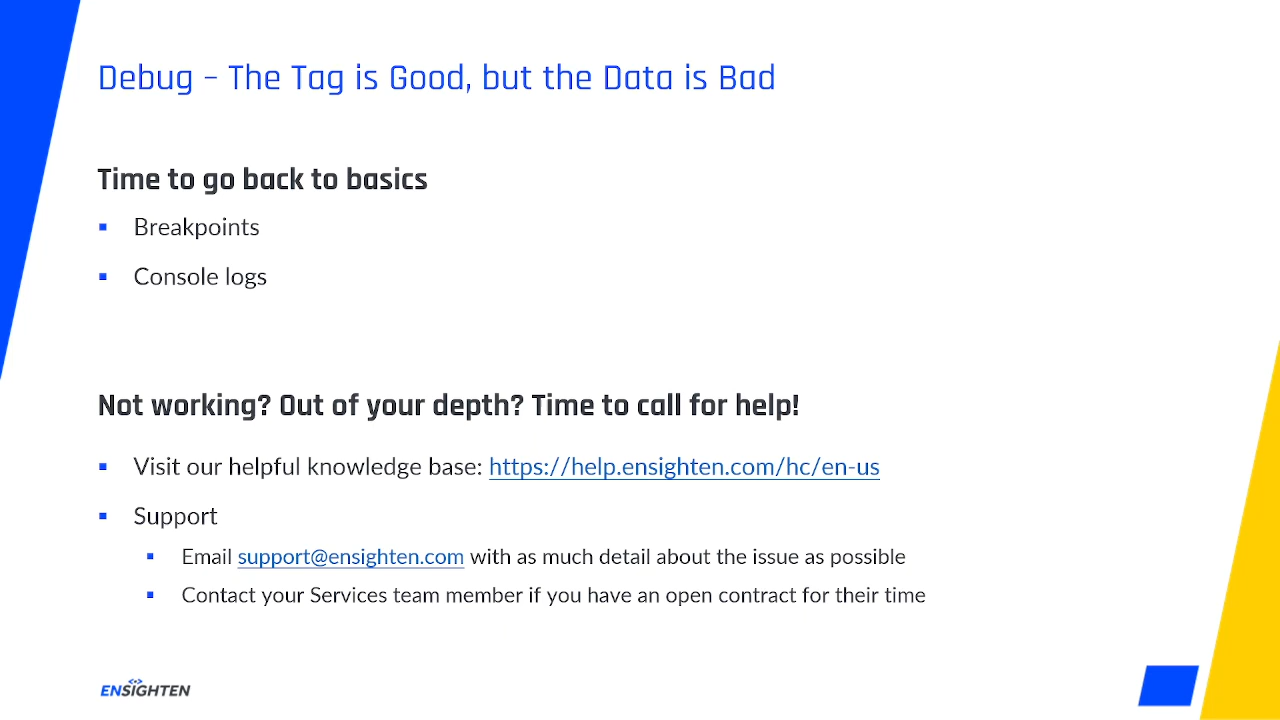 Debug – The Tag is Good, but the Data is Bad
Time to go back to basics
Breakpoints
Console logs
Not working? Out of your depth? Time to call for help!
Visit our helpful knowledge base: https://help.ensighten.com/hc/en-us
Support
Email support@ensighten.com with as much detail about the issue as possible
Contact your Services team member if you have an open contract for their time
ENSIGHTEN